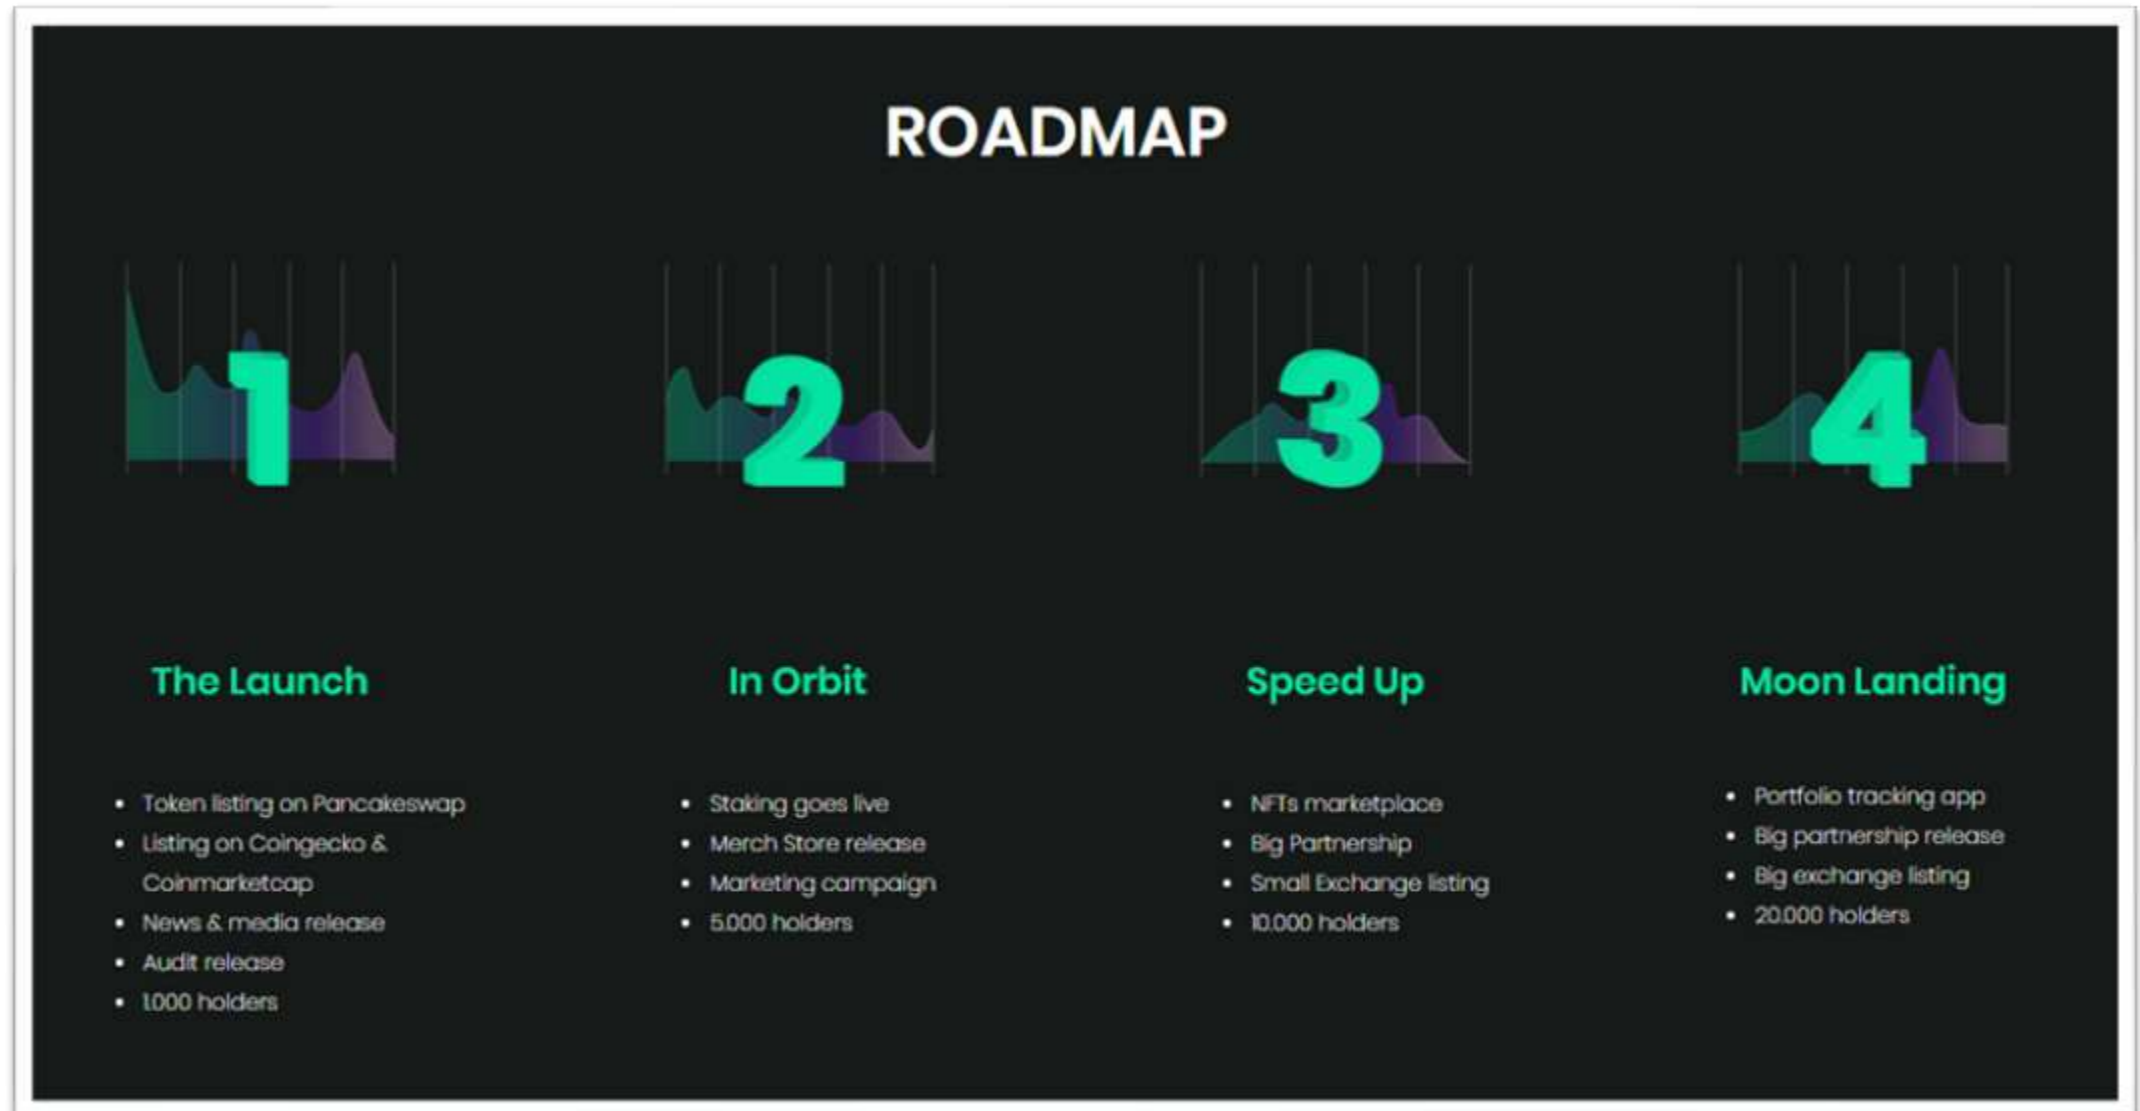 ROADMAP
1
2
3
4
The Launch
• Token listing on Pancakeswap
• Listing on Coingecko &
Coinmarketcap
• News & media release
• Audit release
• 1.000 holders
In Orbit
• Staking goes live
• Merch Store release
• Marketing campaign
• 5.000 holders
Speed Up
• NFTs marketplace
• Big Partnership
• Small Exchange listing
• 10.000 holders
Moon Landing
• Portfolio tracking app
• Big partnership release
• Big exchange listing
• 20.000 holders